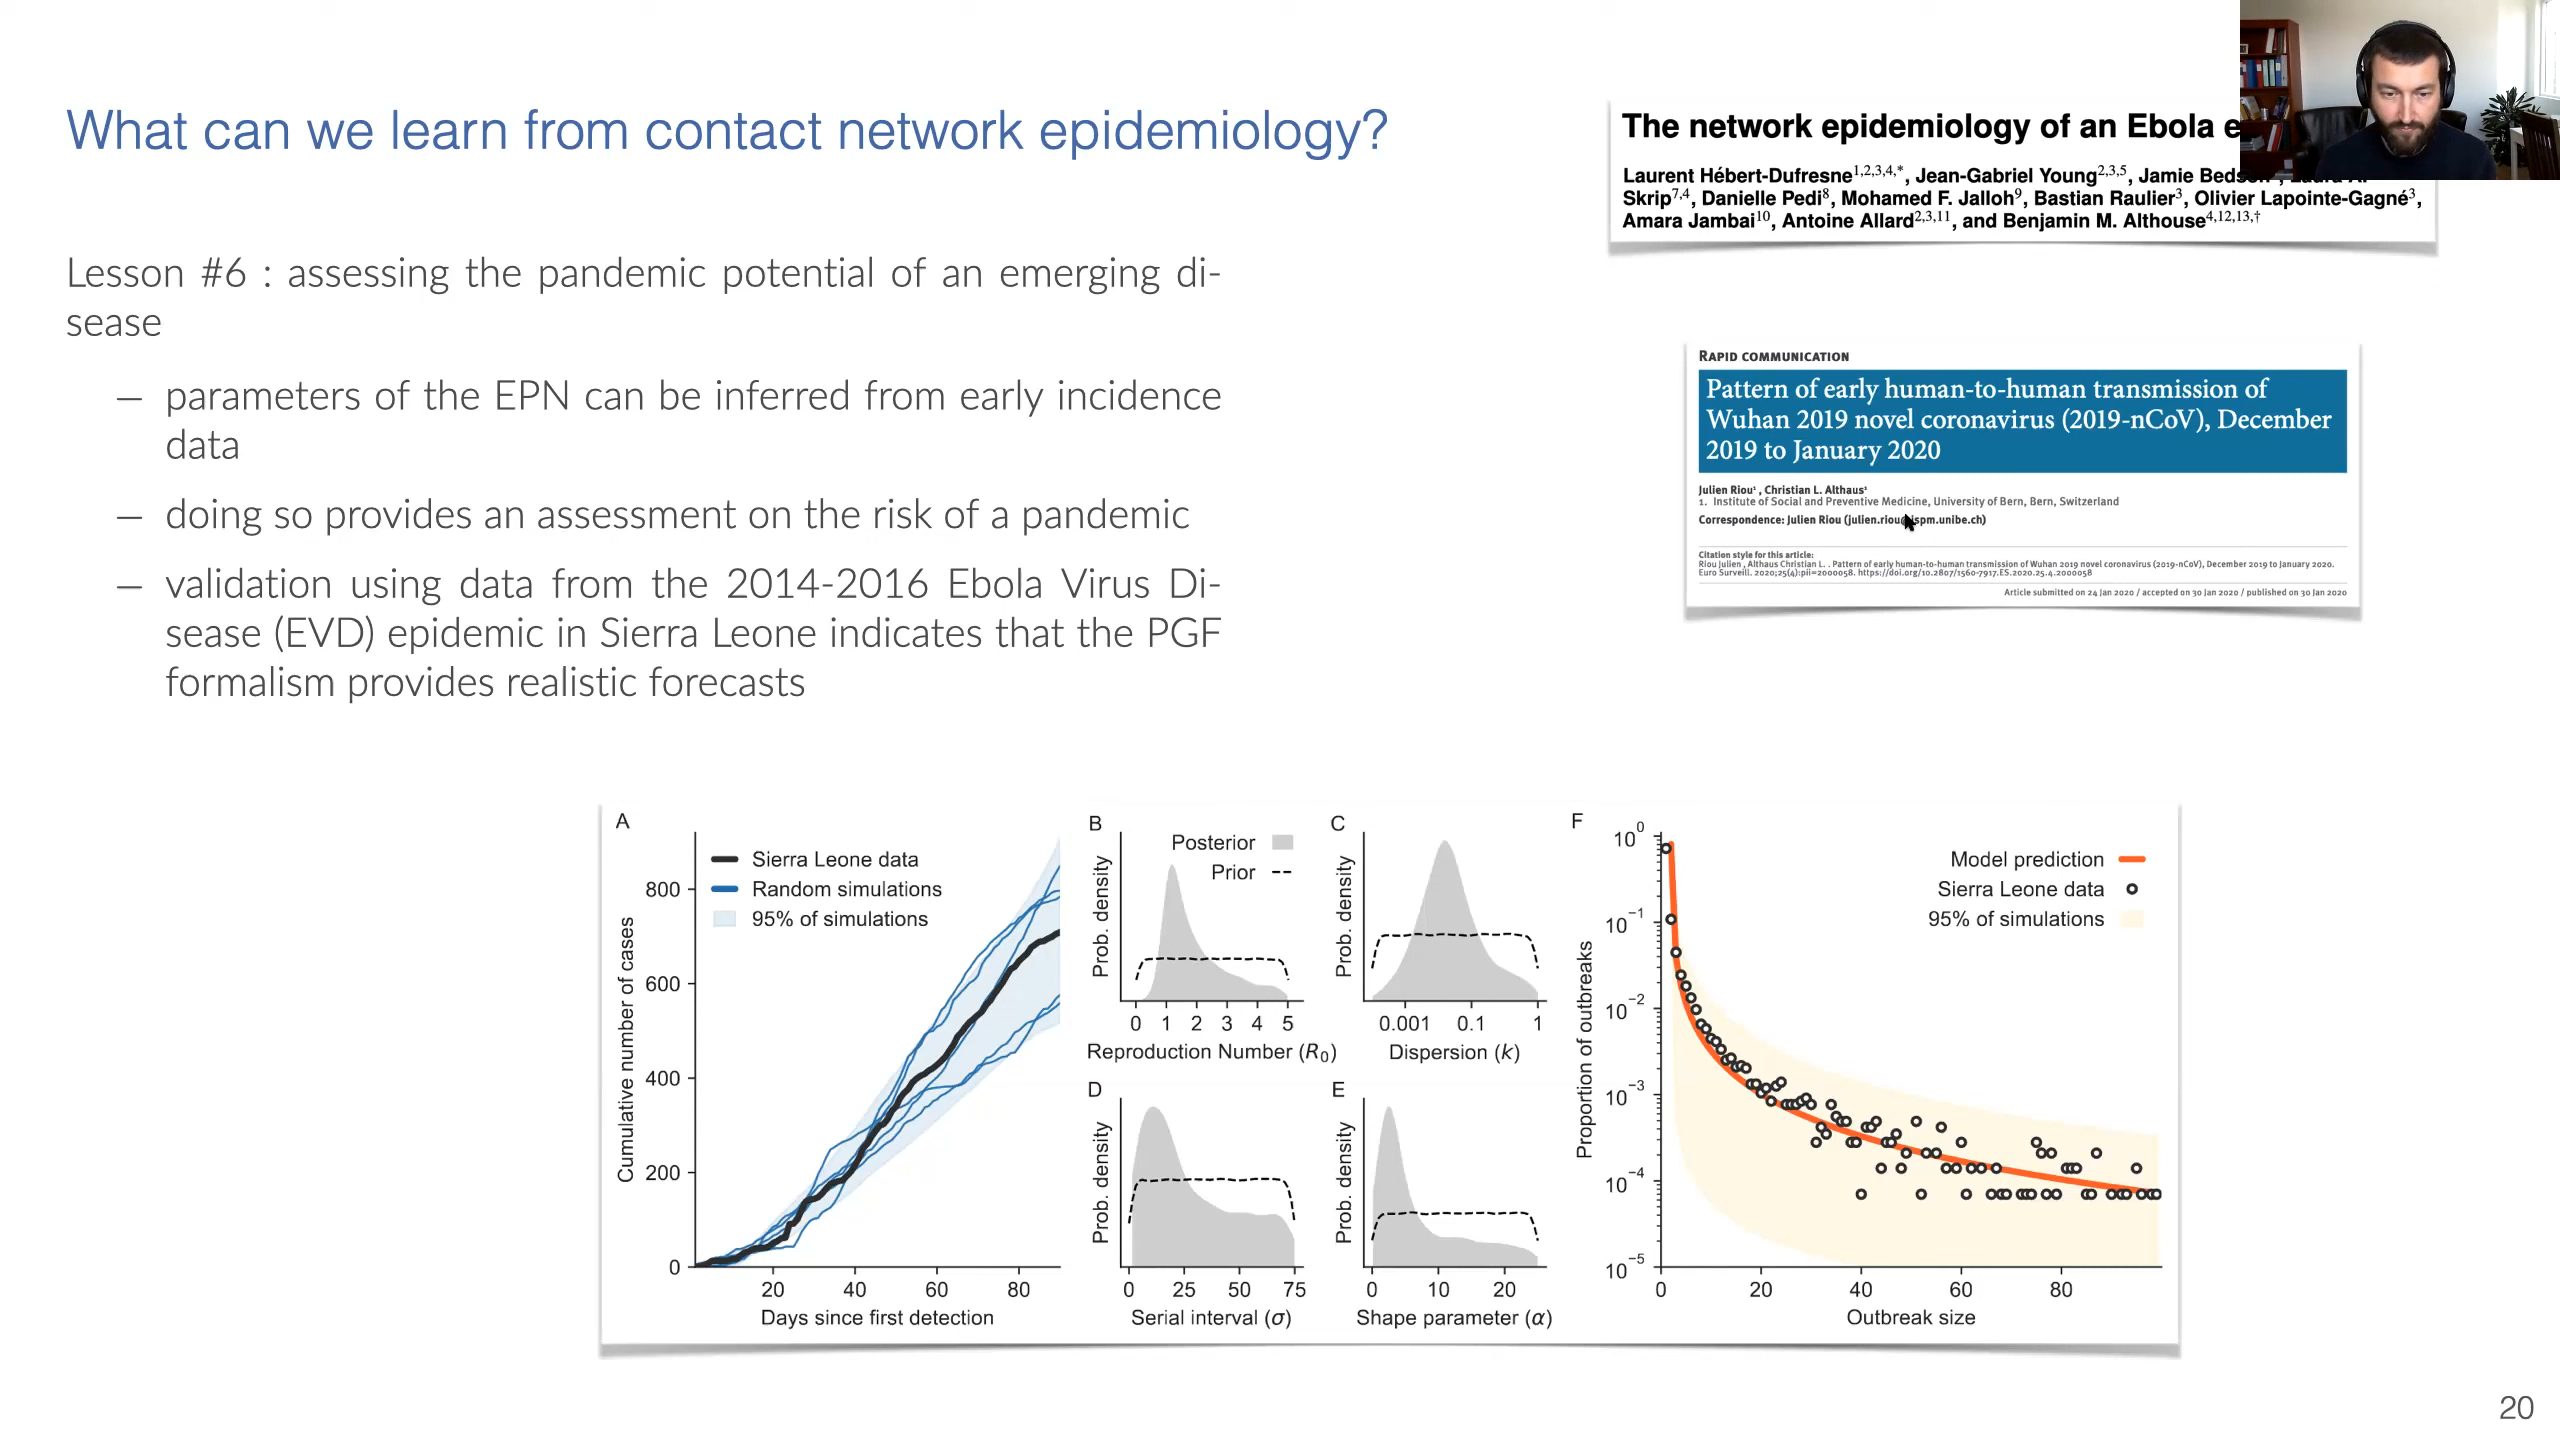 What can we learn from contact network epidemiology?
The network epidemiology of an Ebola e
Laurent Hébert-Dufresne1,2,3,4,*, Jean-Gabriel Young2,3,5, Jamie
Skrip7,4, Danielle Pedi8, Mohamed F. Jalloh9, Bastian Raulier3, Olivier Lapointe-Gagné3,
Amara Jambai10, Antoine Allard2,3,11, and Benjamin M. Althouse4,12,13,†
Lesson #6 : assessing the pandemic potential of an emerging di-
sease
– parameters of the EPN can be inferred from early incidence
data
– doing so provides an assessment on the risk of a pandemic
– validation using data from the 2014-2016 Ebola Virus Di-
sease (EVD) epidemic in Sierra Leone indicates that the PGF
formalism provides realistic forecasts
RAPID COMMUNICATION
Pattern of early human-to-human transmission of
Wuhan 2019 novel coronavirus (2019-nCoV), December
2019 to January 2020
Julien Riou¹, Christian L. Althaus¹
1. Institute of Social and Preventive Medicine, University of Bern, Bern, Switzerland
Correspondence: Julien Riou (julien.riou@ispm.unibe.ch)
Citation style for this article:
Riou Julien , Althaus Christian L. . Pattern of early human-to-human transmission of Wuhan 2019 novel coronavirus (2019-nCoV), December 2019 to January 2020.
Euro Surveill. 2020;25(4):pii=2000058. https://doi.org/10.2807/1560-7917.ES.2020.25.4.2000058
Article submitted on 24 Jan 2020 / accepted on 30 Jan 2020 / published on 30 Jan 2020
A
Sierra Leone data
Random simulations
95% of simulations
Cumulative number of cases
800
600
400
200
0
20 40 60 80
Days since first detection
B
Posterior
Prior
Prob. density
0 1 2 3 4 5
Reproduction Number (R0)
C
Prob. density
0.001 0.1 1
Dispersion (k)
D
Prob. density
0 25 50 75
Serial interval (σ)
E
Prob. density
0 10 20
Shape parameter (α)
F
Model prediction
Sierra Leone data
95% of simulations
Proportion of outbreaks
10^0
10^−1
10^−2
10^−3
10^−4
10^−5
0 20 40 60 80
Outbreak size
20